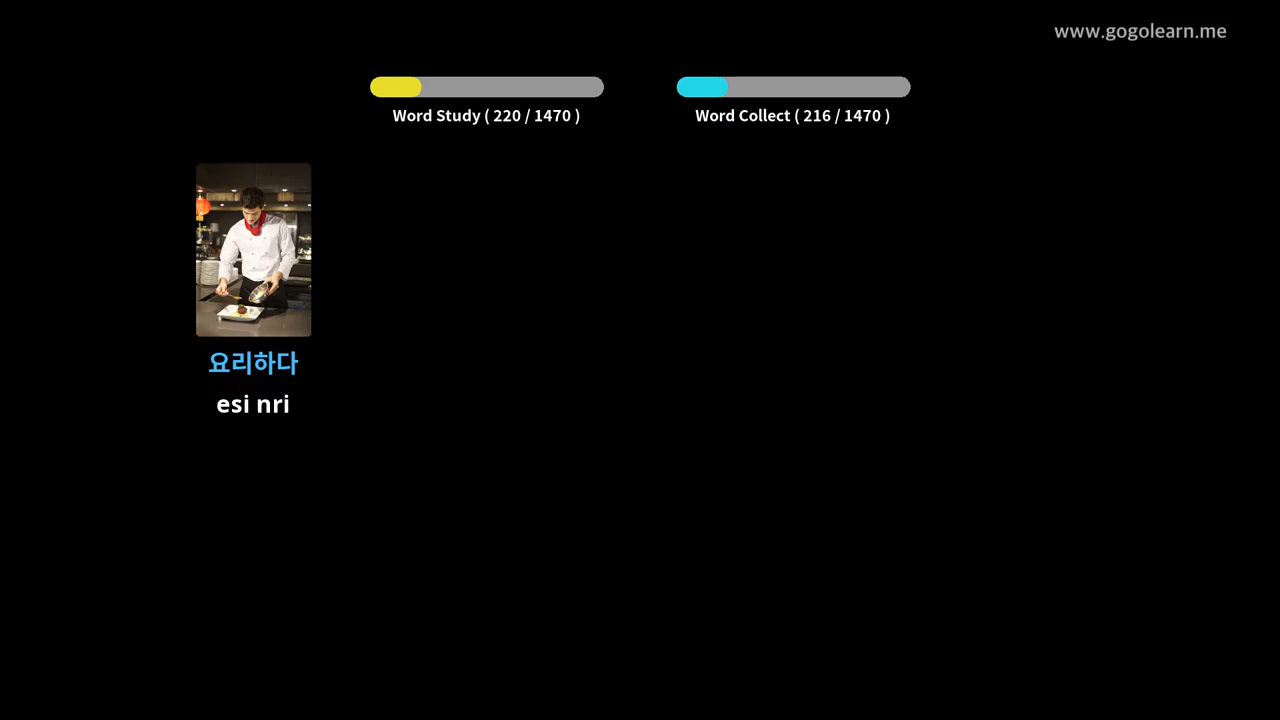 www.gogolearn.me
Word Study ( 220 / 1470 )
Word Collect ( 216 / 1470 )
요리하다
esi nri